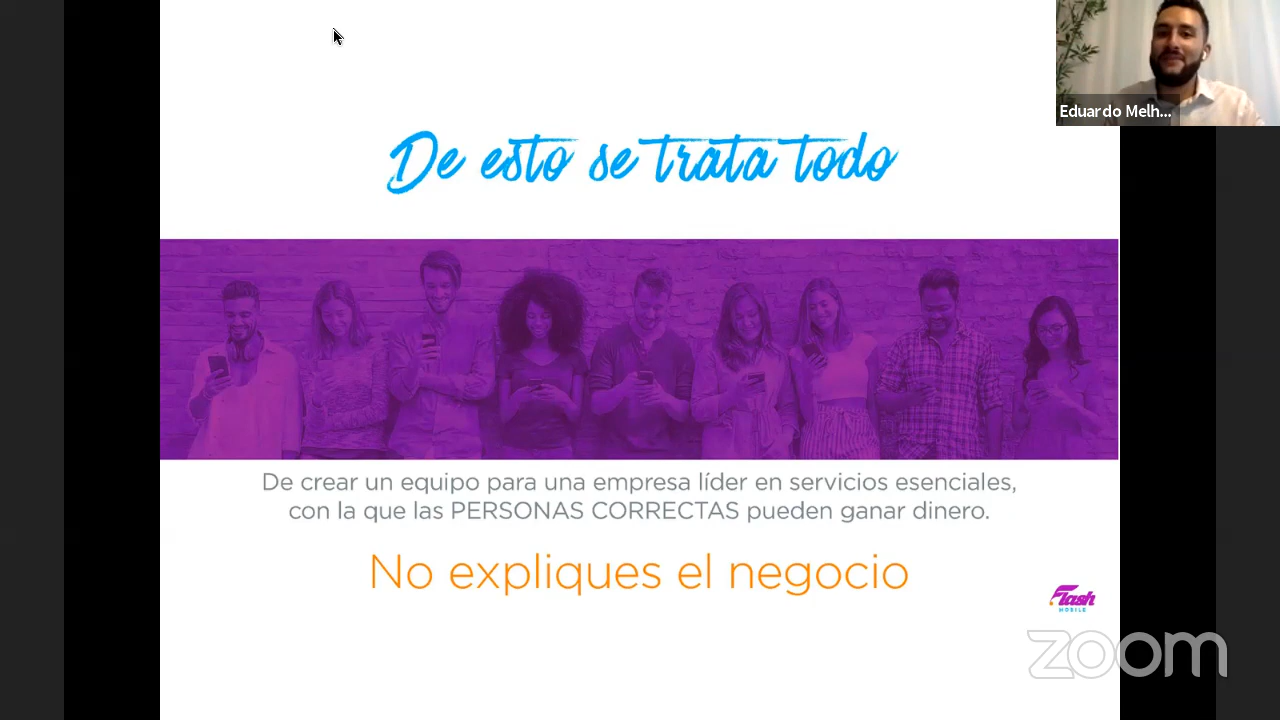 Eduardo Melh...
De esto se trata todo
De crear un equipo para una empresa líder en servicios esenciales,
con la que las PERSONAS CORRECTAS pueden ganar dinero.
No expliques el negocio
Flash
MOBILE
zoom